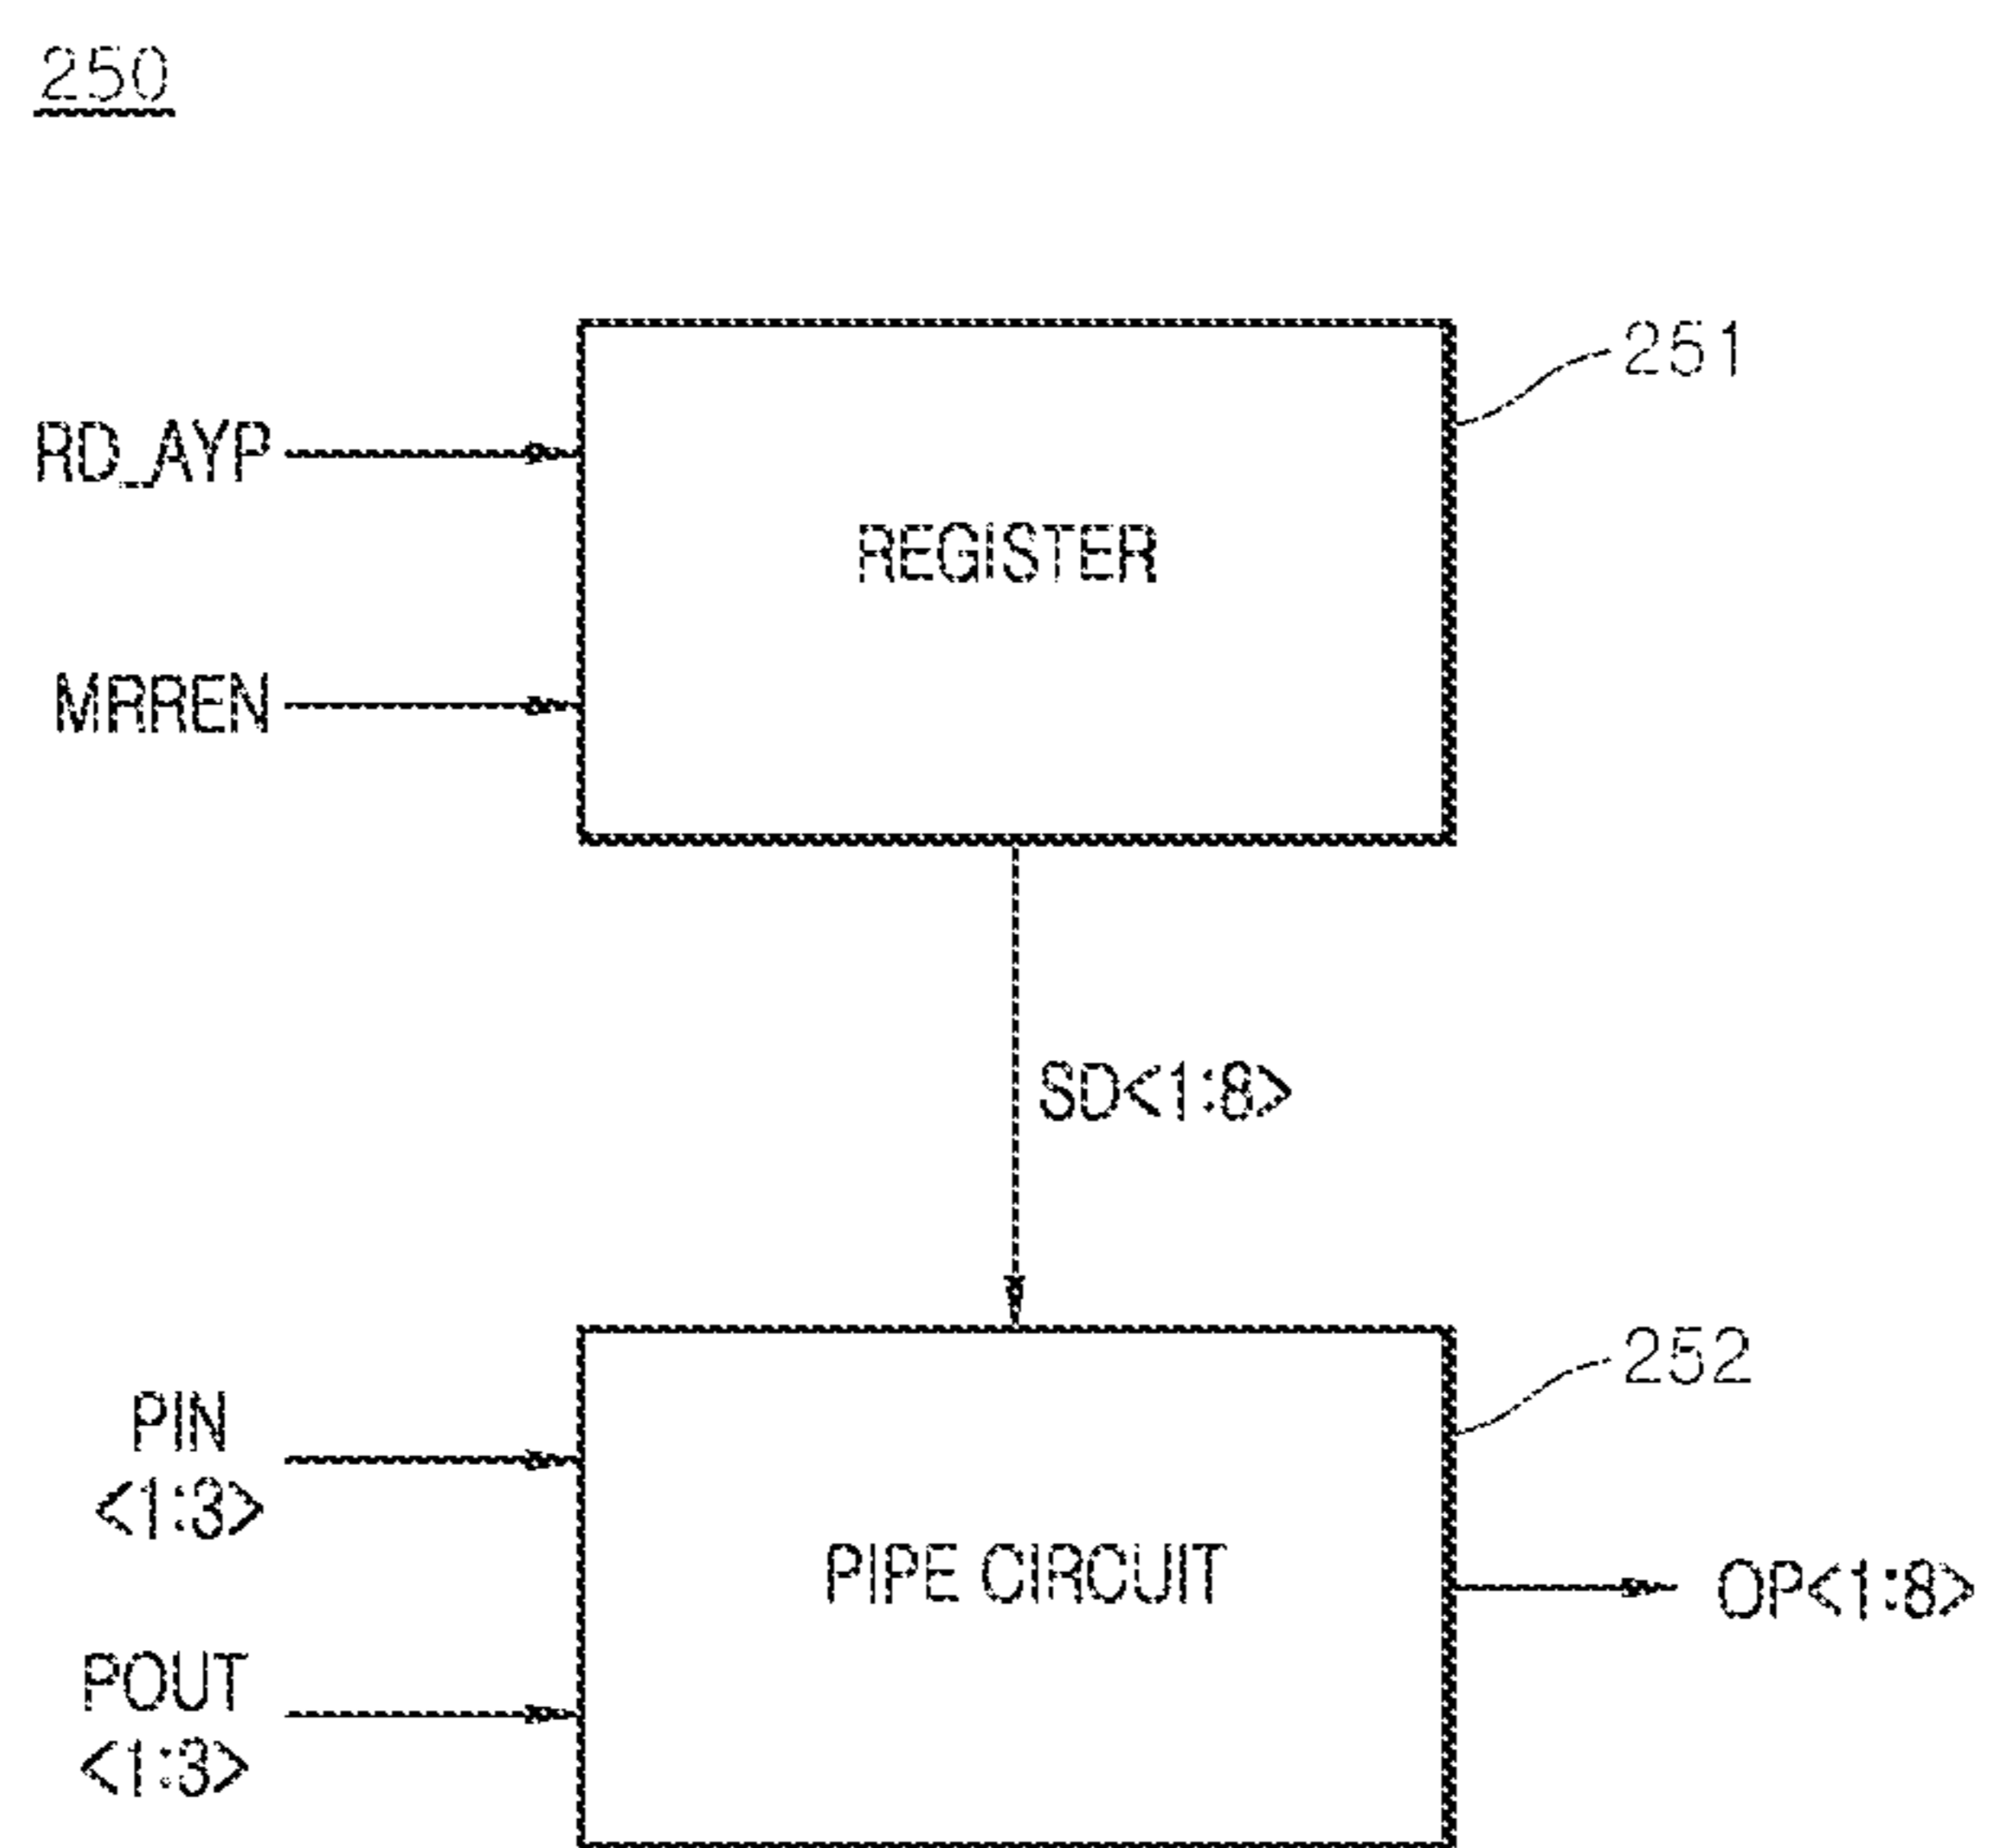 250
251
RD_AYP
REGISTER
MRREN
SD<1:8>
252
PIN
<1:3>
PIPE CIRCUIT
OP<1:8>
POUT
<1:3>